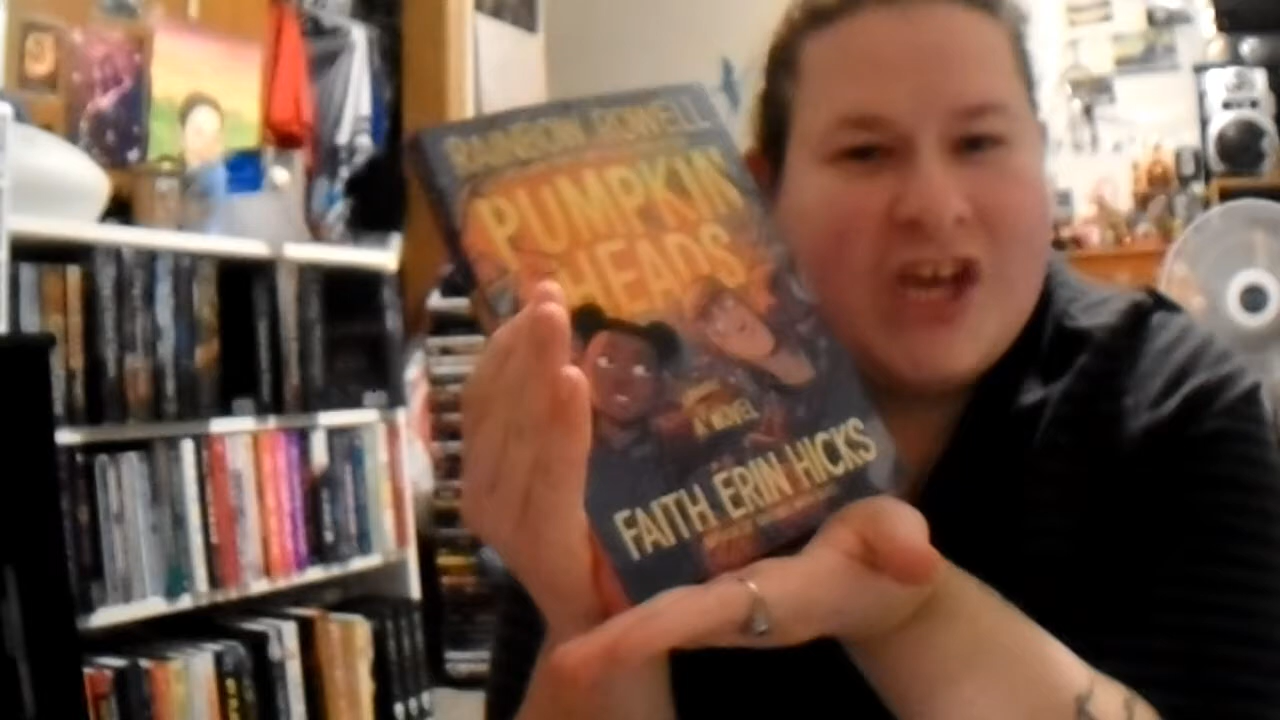 RAINBOW ROWELL
PUMPKIN
HEADS
A NOVEL
FAITH ERIN HICKS